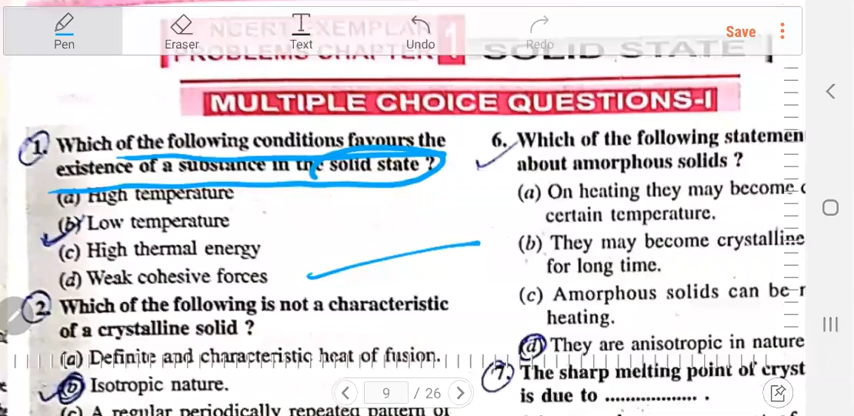 Pen
Eraser
Text
Undo
Redo
Save
NCERT EXEMPLAR
PROBLEMS CHAPTER 1 SOLID STATE
MULTIPLE CHOICE QUESTIONS-I
1. Which of the following conditions favours the
existence of a substance in the solid state ?
(a) High temperature
(b) Low temperature
(c) High thermal energy
(d) Weak cohesive forces
2. Which of the following is not a characteristic
of a crystalline solid ?
(a) Definite and characteristic heat of fusion.
(b) Isotropic nature.
(c) A regular periodically repeated pattern of
6. Which of the following statemen
about amorphous solids ?
(a) On heating they may become
certain temperature.
(b) They may become crystalline
for long time.
(c) Amorphous solids can be
heating.
(d) They are anisotropic in nature
7. The sharp melting point of cryst
is due to .................. .
9 / 26